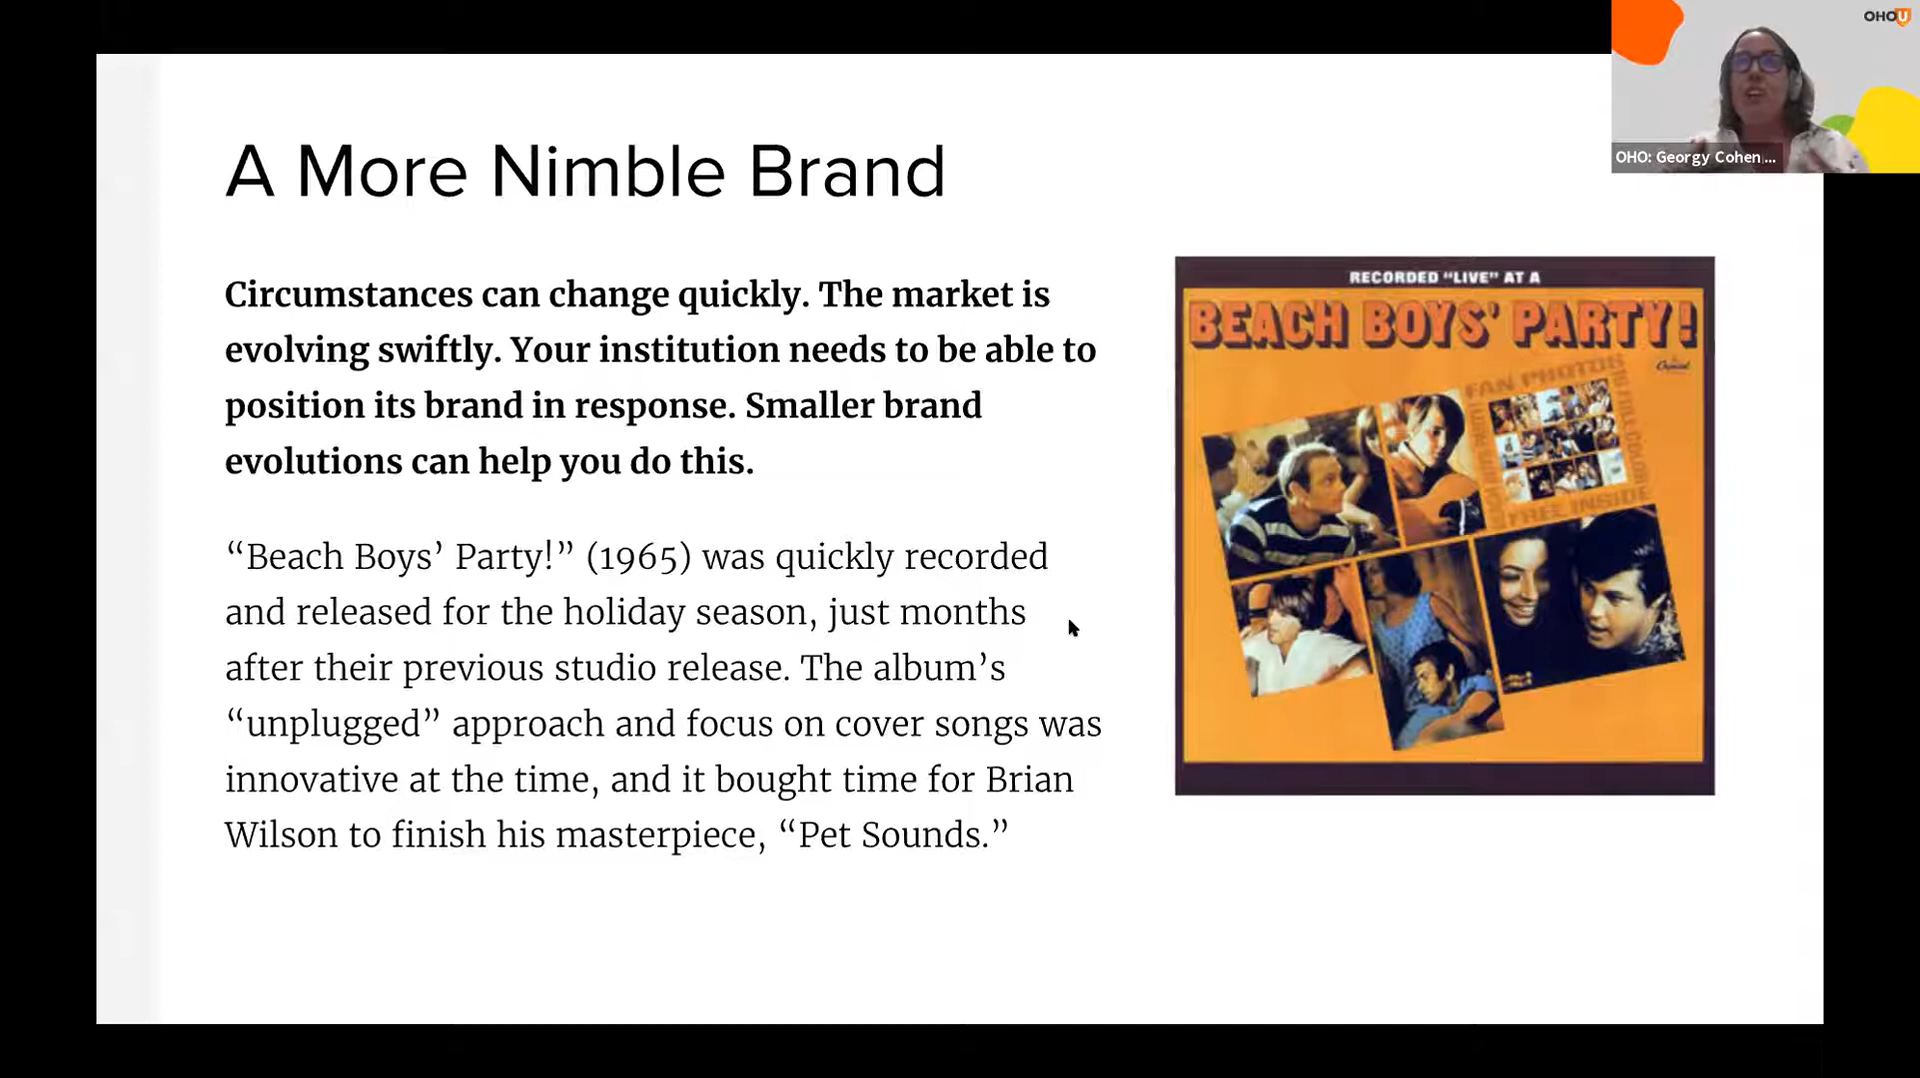 OHO U
OHO: Georgy Cohen ...
A More Nimble Brand
Circumstances can change quickly. The market is
evolving swiftly. Your institution needs to be able to
position its brand in response. Smaller brand
evolutions can help you do this.
“Beach Boys’ Party!” (1965) was quickly recorded
and released for the holiday season, just months
after their previous studio release. The album’s
“unplugged” approach and focus on cover songs was
innovative at the time, and it bought time for Brian
Wilson to finish his masterpiece, “Pet Sounds.”
RECORDED “LIVE” AT A
BEACH BOYS' PARTY!
Capitol
FAN PHOTOS
IN FULL COLOR
FREE INSIDE